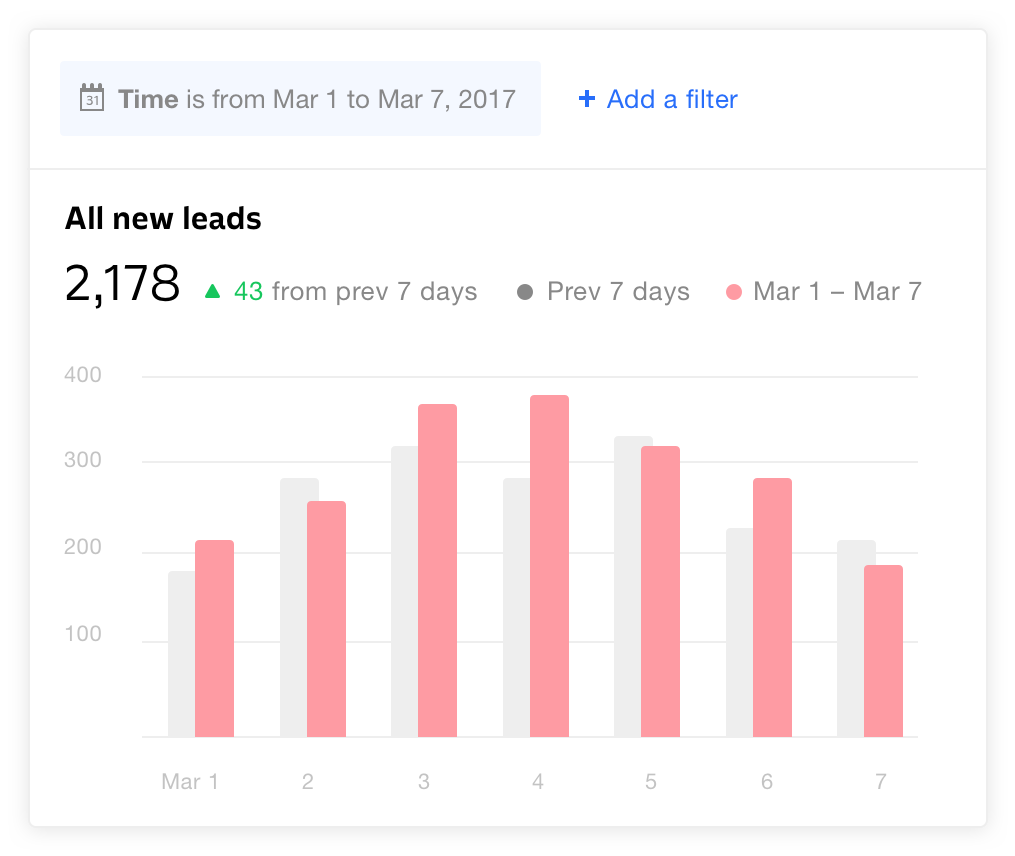 31 Time is from Mar 1 to Mar 7, 2017 + Add a filter
All new leads
2,178 ▲ 43 from prev 7 days ● Prev 7 days ● Mar 1 – Mar 7
400
300
200
100
Mar 1 2 3 4 5 6 7